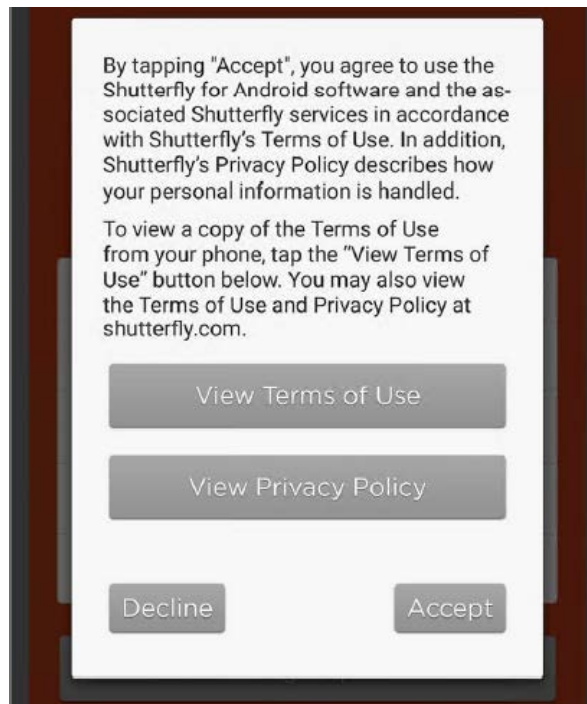 By tapping "Accept", you agree to use the
Shutterfly for Android software and the as-
sociated Shutterfly services in accordance
with Shutterfly's Terms of Use. In addition,
Shutterfly's Privacy Policy describes how
your personal information is handled.
To view a copy of the Terms of Use
from your phone, tap the "View Terms of
Use" button below. You may also view
the Terms of Use and Privacy Policy at
shutterfly.com.
View Terms of Use
View Privacy Policy
Decline
Accept